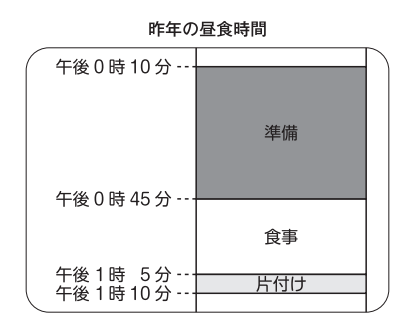 昨年の昼食時間
午後0時10分
準備
午後0時45分
食事
午後1時 5分
片付け
午後1時10分